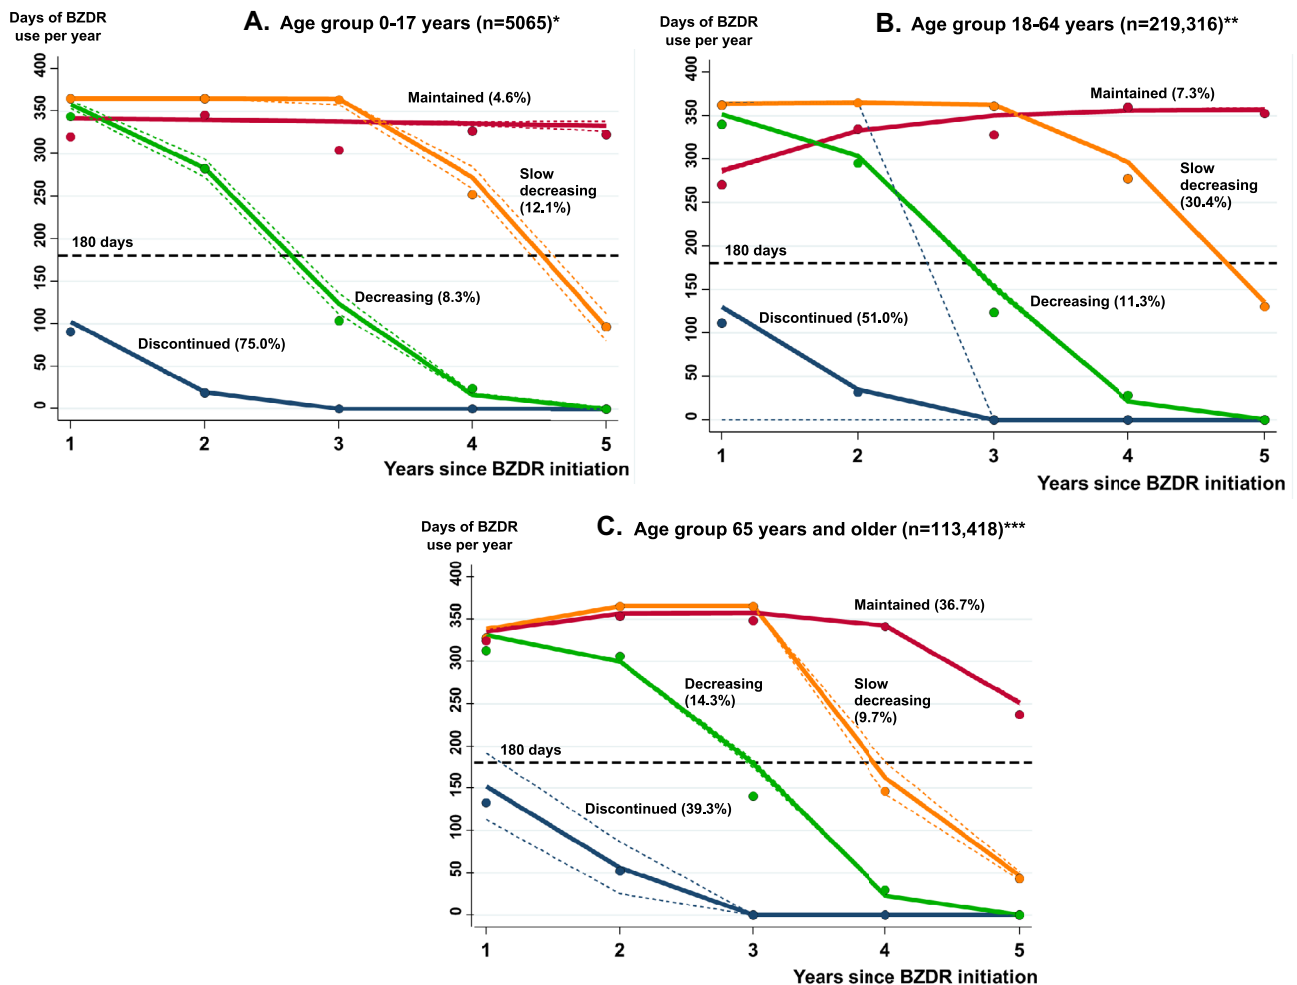 Days of BZDR
use per year
A. Age group 0-17 years (n=5065)*
400
350
300
250
200
150
100
50
0
Maintained (4.6%)
Slow
decreasing
(12.1%)
180 days
Decreasing (8.3%)
Discontinued (75.0%)
1 2 3 4 5
Years since BZDR initiation
Days of BZDR
use per year
B. Age group 18-64 years (n=219,316)**
400
350
300
250
200
150
100
50
0
Maintained (7.3%)
Slow
decreasing
(30.4%)
180 days
Decreasing (11.3%)
Discontinued (51.0%)
1 2 3 4 5
Years since BZDR initiation
Days of BZDR
use per year
C. Age group 65 years and older (n=113,418)***
400
350
300
250
200
150
100
50
0
Maintained (36.7%)
Decreasing
(14.3%)
Slow
decreasing
(9.7%)
180 days
Discontinued (39.3%)
1 2 3 4 5
Years since BZDR initiation